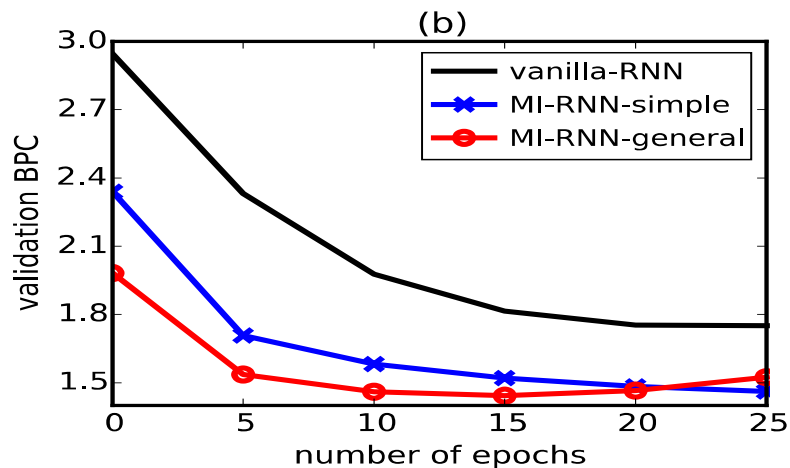 (b)
3.0
2.7
2.4
2.1
1.8
1.5
validation BPC
vanilla-RNN
MI-RNN-simple
MI-RNN-general
0 5 10 15 20 25
number of epochs